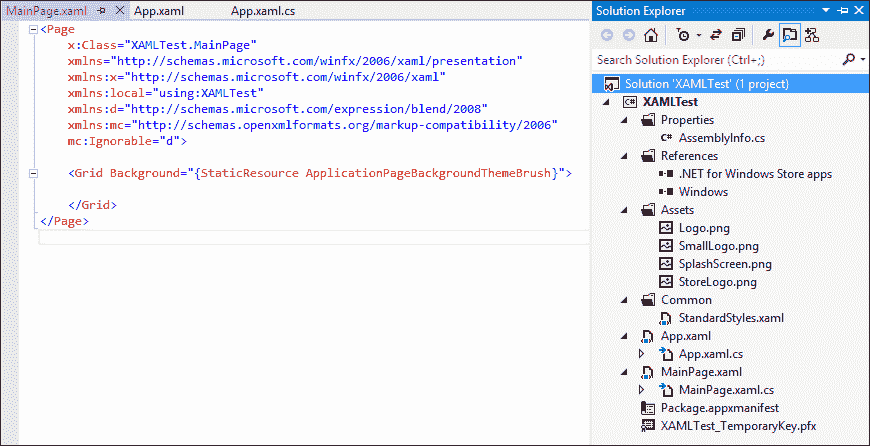 MainPage.xaml App.xaml App.xaml.cs
<Page
x:Class="XAMLTest.MainPage"
xmlns="http://schemas.microsoft.com/winfx/2006/xaml/presentation"
xmlns:x="http://schemas.microsoft.com/winfx/2006/xaml"
xmlns:local="using:XAMLTest"
xmlns:d="http://schemas.microsoft.com/expression/blend/2008"
xmlns:mc="http://schemas.openxmlformats.org/markup-compatibility/2006"
mc:Ignorable="d">
<Grid Background="{StaticResource ApplicationPageBackgroundThemeBrush}">
</Grid>
</Page>
Solution Explorer
Search Solution Explorer (Ctrl+;)
Solution 'XAMLTest' (1 project)
C# XAMLTest
Properties
C# AssemblyInfo.cs
References
.NET for Windows Store apps
Windows
Assets
Logo.png
SmallLogo.png
SplashScreen.png
StoreLogo.png
Common
StandardStyles.xaml
App.xaml
App.xaml.cs
MainPage.xaml
MainPage.xaml.cs
Package.appxmanifest
XAMLTest_TemporaryKey.pfx